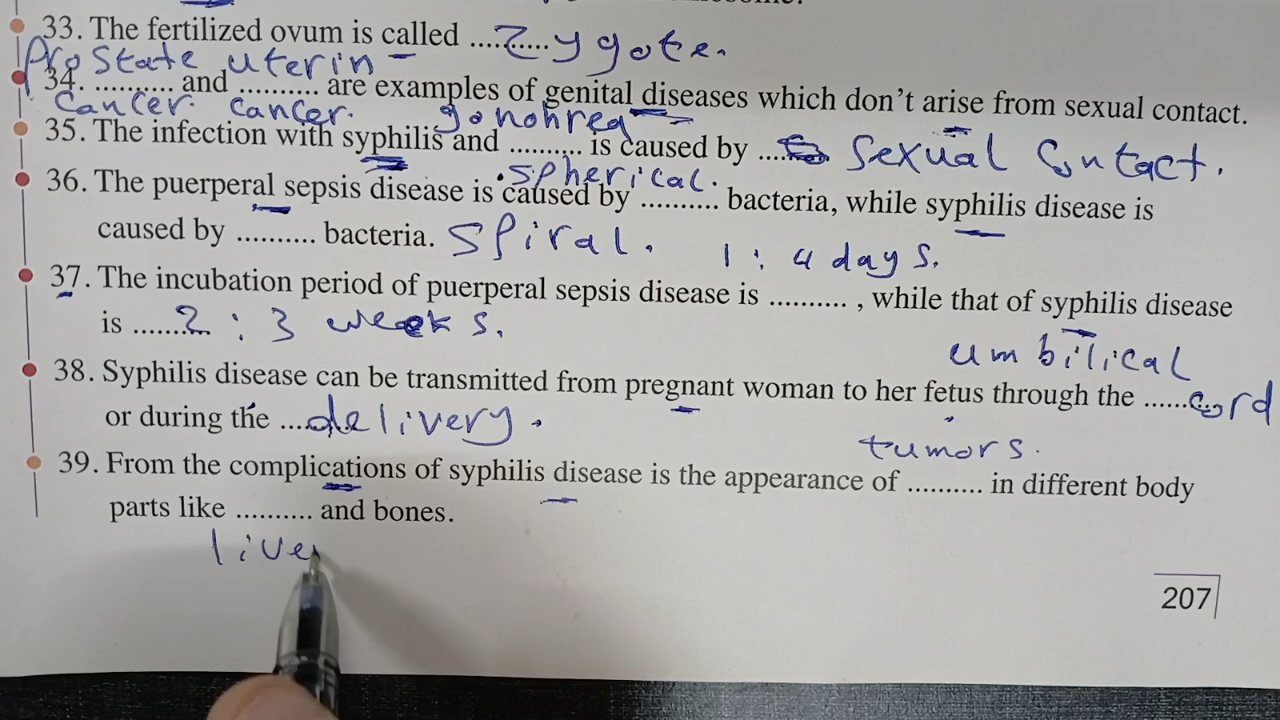 33. The fertilized ovum is called .......... Zygote.
Prostate uterin
34. .......... and .......... are examples of genital diseases which don't arise from sexual contact.
cancer. cancer. gonohrea
35. The infection with syphilis and .......... is caused by .... Sexual Contact.
• spherical.
36. The puerperal sepsis disease is caused by .......... bacteria, while syphilis disease is
caused by .......... bacteria. Spiral.
1 : 4 days.
37. The incubation period of puerperal sepsis disease is .......... , while that of syphilis disease
is .......... 2 : 3 weeks.
umbilical
38. Syphilis disease can be transmitted from pregnant woman to her fetus through the ...... cord
or during the .... delivery.
tumors.
39. From the complications of syphilis disease is the appearance of .......... in different body
parts like .......... and bones.
live
207